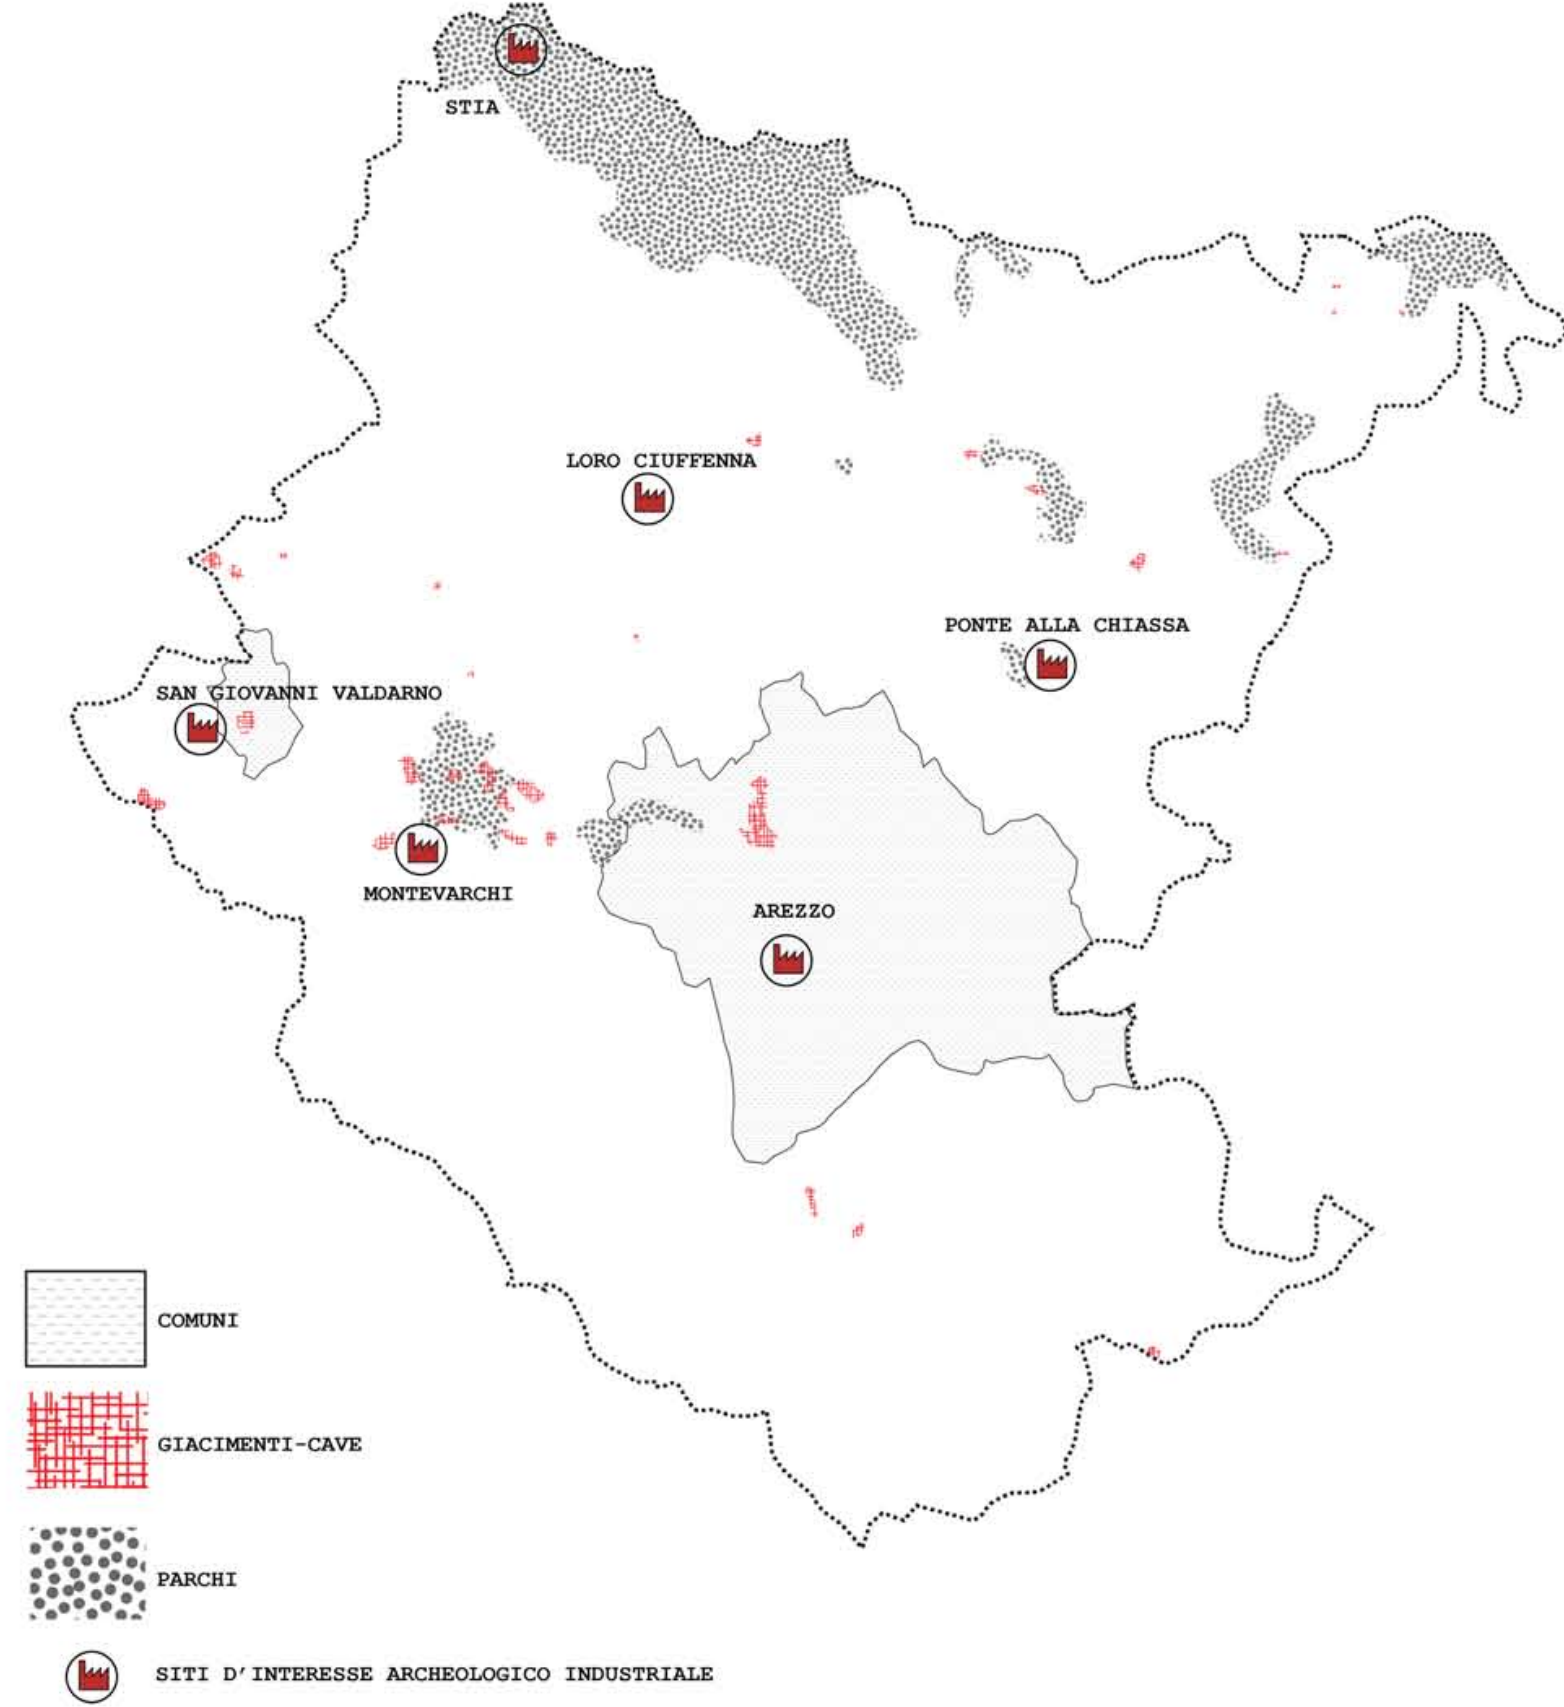 STIA
LORO CIUFFENNA
PONTE ALLA CHIASSA
SAN GIOVANNI VALDARNO
MONTEVARCHI
AREZZO
COMUNI
GIACIMENTI-CAVE
PARCHI
SITI D'INTERESSE ARCHEOLOGICO INDUSTRIALE